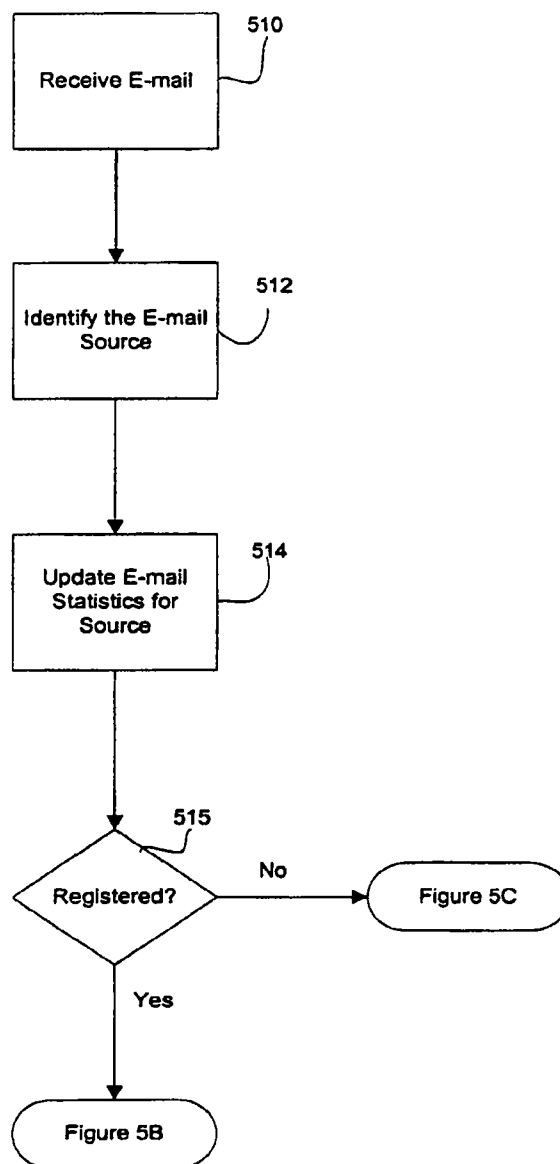 510
Receive E-mail
512
Identify the E-mail
Source
514
Update E-mail
Statistics for
Source
515
Registered?
No
Figure 5C
Yes
Figure 5B